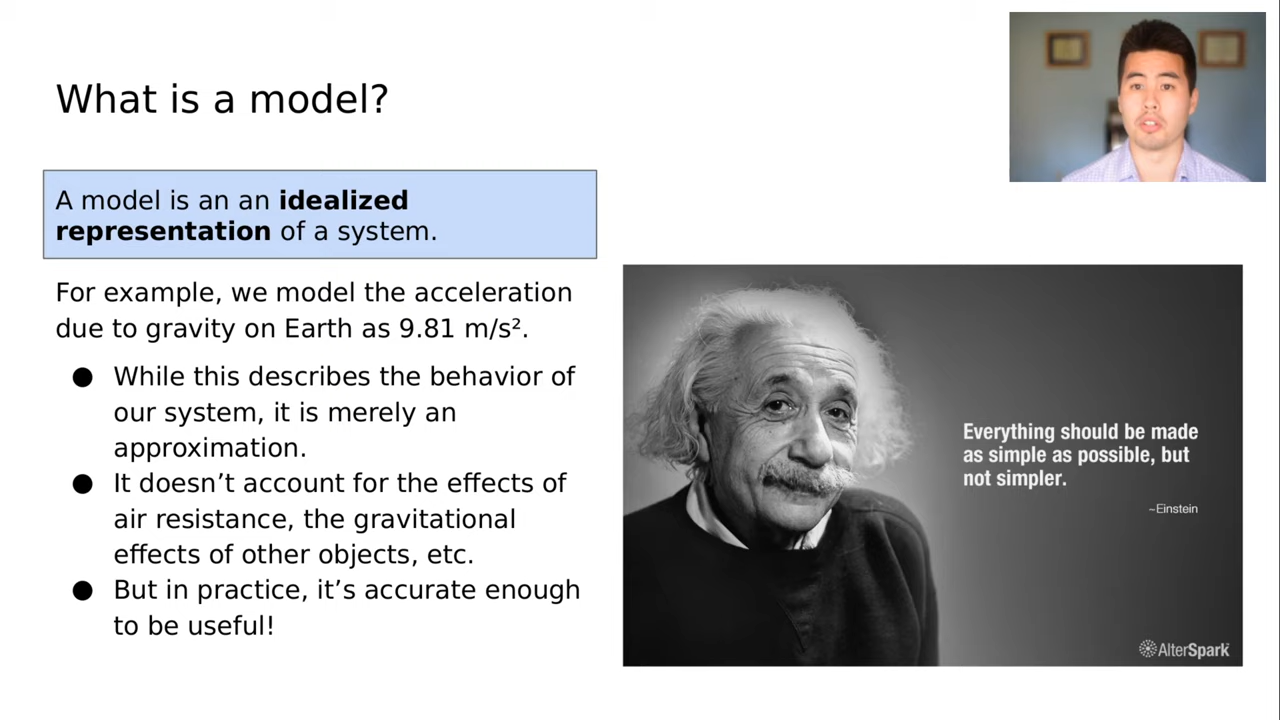 What is a model?
A model is an an idealized
representation of a system.
For example, we model the acceleration
due to gravity on Earth as 9.81 m/s².
● While this describes the behavior of
our system, it is merely an
approximation.
● It doesn’t account for the effects of
air resistance, the gravitational
effects of other objects, etc.
● But in practice, it’s accurate enough
to be useful!
Everything should be made
as simple as possible, but
not simpler.
~Einstein
AlterSpark